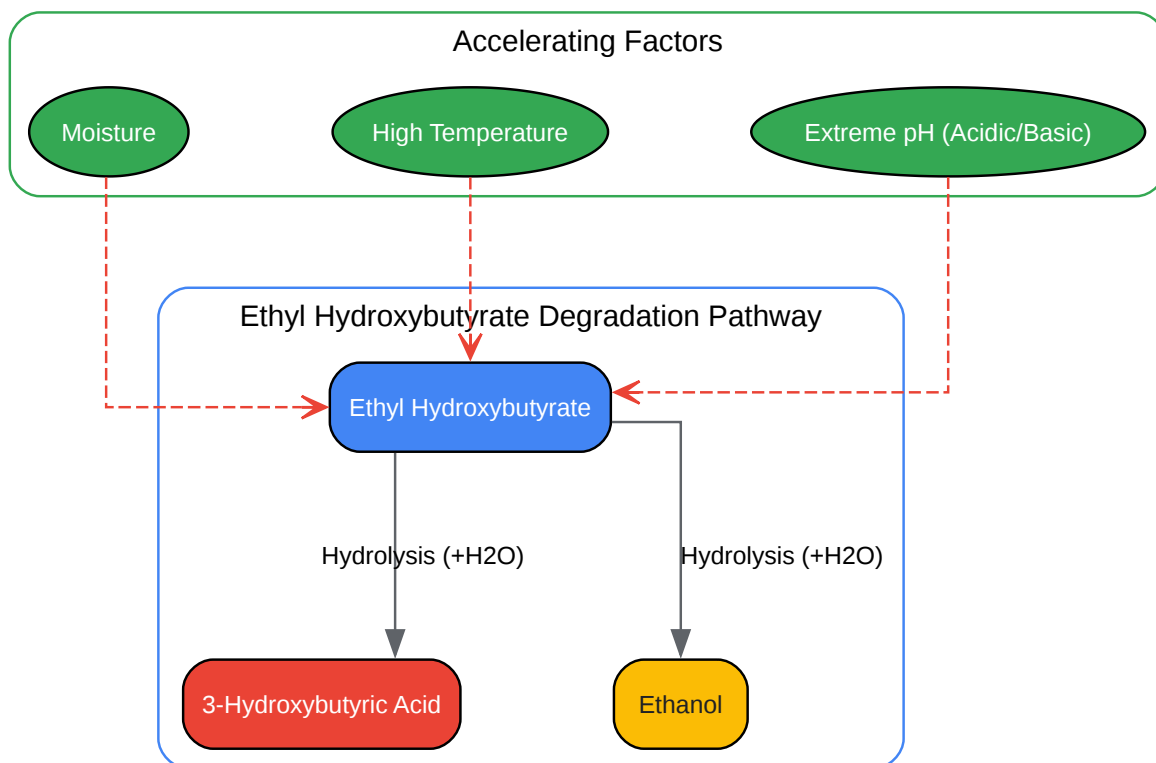 Accelerating Factors
Moisture
High Temperature
Extreme pH (Acidic/Basic)
Ethyl Hydroxybutyrate Degradation Pathway
Ethyl Hydroxybutyrate
Hydrolysis (+H2O)
Hydrolysis (+H2O)
3-Hydroxybutyric Acid
Ethanol